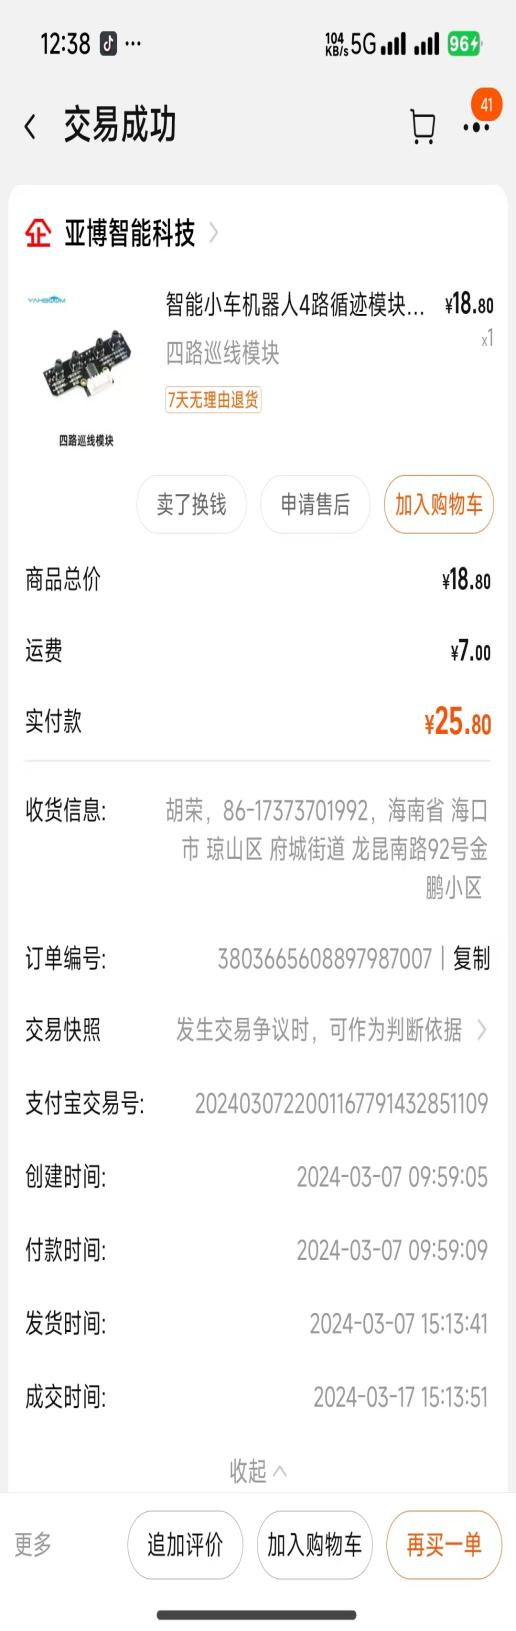 12:38 ...
104 KB/s 5G 96
交易成功
41
亚博智能科技
YAHBOOM
智能小车机器人4路循迹模块... ¥18.80
四路巡线模块 x1
7天无理由退货
四路巡线模块
卖了换钱 申请售后 加入购物车
商品总价 ¥18.80
运费 ¥7.00
实付款 ¥25.80
收货信息: 胡荣，86-17373701992，海南省 海口
市 琼山区 府城街道 龙昆南路92号金
鹏小区
订单编号: 3803665608897987007 | 复制
交易快照 发生交易争议时，可作为判断依据
支付宝交易号: 2024030722001167791432851109
创建时间: 2024-03-07 09:59:05
付款时间: 2024-03-07 09:59:09
发货时间: 2024-03-07 15:13:41
成交时间: 2024-03-17 15:13:51
收起
更多 追加评价 加入购物车 再买一单